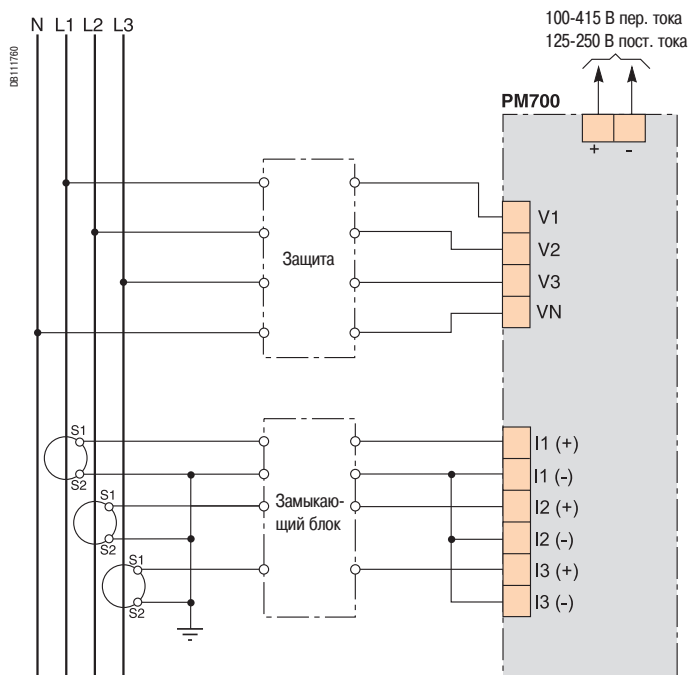 100-415 В пер. тока
125-250 В пост. тока
N L1 L2 L3
DB111760
PM700
+ -
V1
V2
Защита
V3
VN
S1
I1 (+)
S2
I1 (-)
S1
Замыкаю-
щий блок
I2 (+)
S2
I2 (-)
S1
I3 (+)
S2
I3 (-)